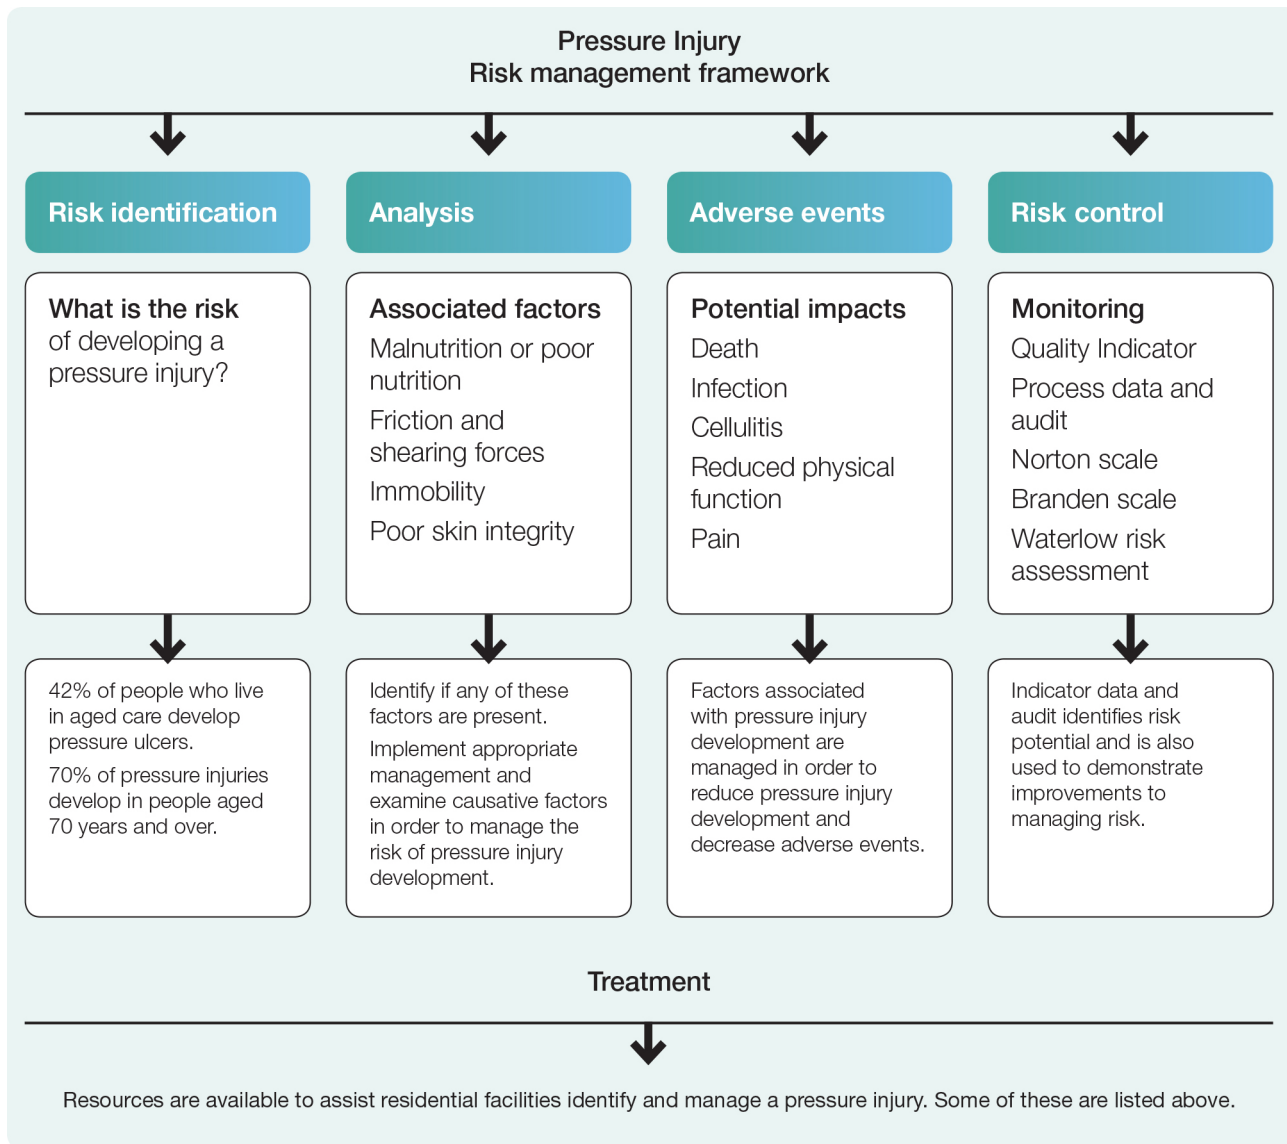 Pressure Injury
Risk management framework
Risk identification
What is the risk
of developing a
pressure injury?
42% of people who live
in aged care develop
pressure ulcers.
70% of pressure injuries
develop in people aged
70 years and over.
Analysis
Associated factors
Malnutrition or poor
nutrition
Friction and
shearing forces
Immobility
Poor skin integrity
Identify if any of these
factors are present.
Implement appropriate
management and
examine causative factors
in order to manage the
risk of pressure injury
development.
Adverse events
Potential impacts
Death
Infection
Cellulitis
Reduced physical
function
Pain
Factors associated
with pressure injury
development are
managed in order to
reduce pressure injury
development and
decrease adverse events.
Risk control
Monitoring
Quality Indicator
Process data and
audit
Norton scale
Branden scale
Waterlow risk
assessment
Indicator data and
audit identifies risk
potential and is also
used to demonstrate
improvements to
managing risk.
Treatment
Resources are available to assist residential facilities identify and manage a pressure injury. Some of these are listed above.